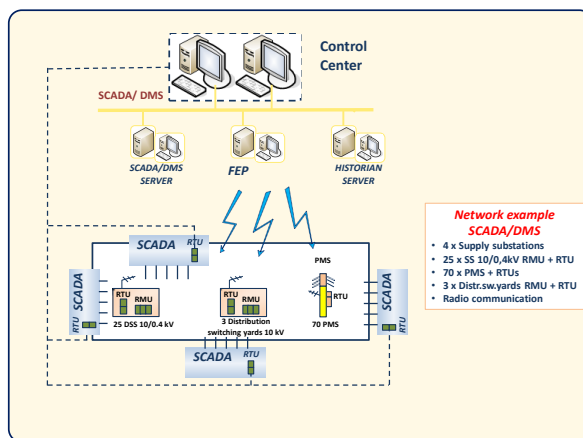 Control
Center
SCADA/ DMS
SCADA/DMS
SERVER
FEP
HISTORIAN
SERVER
Network example
SCADA/DMS
• 4 x Supply substations
• 25 x SS 10/0,4kV RMU + RTU
• 70 x PMS + RTUs
• 3 x Distr.sw.yards RMU + RTU
• Radio communication
SCADA
RTU
PMS
SCADA
RTU
RTU
RMU
25 DSS 10/0.4 kV
RTU
RMU
3 Distribution
switching yards 10 kV
RTU
70 PMS
SCADA
RTU
SCADA
RTU